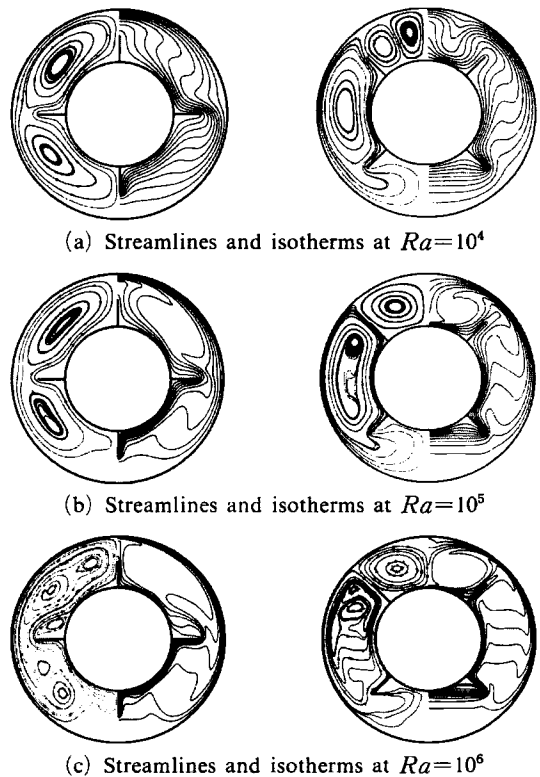 (a) Streamlines and isotherms at Ra=10⁴
(b) Streamlines and isotherms at Ra=10⁵
(c) Streamlines and isotherms at Ra=10⁶